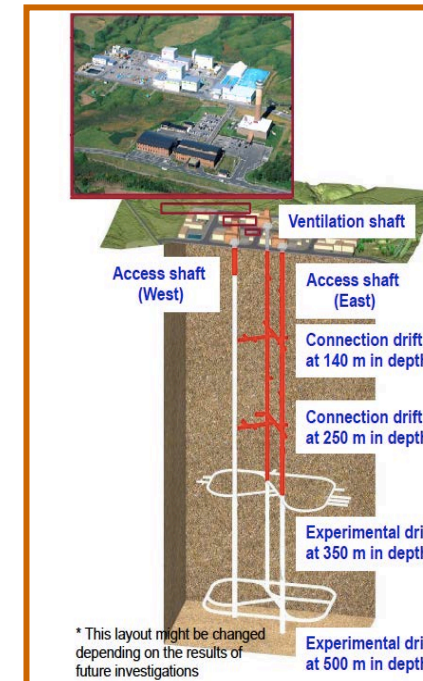 Ventilation shaft
Access shaft
(West)
Access shaft
(East)
Connection drift
at 140 m in depth
Connection drift
at 250 m in depth
Experimental dri
at 350 m in depth
* This layout might be changed
depending on the results of
future investigations
Experimental dri
at 500 m in depth